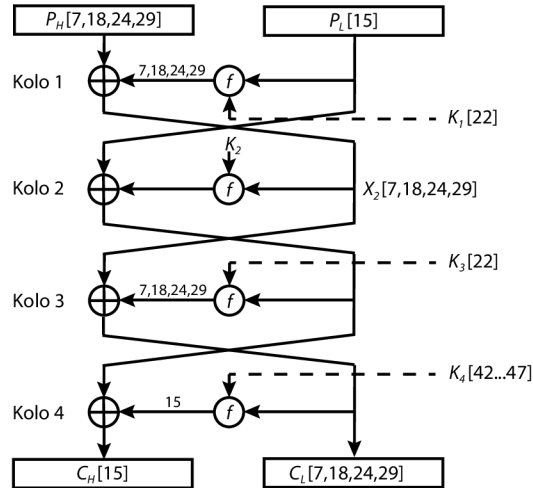 P_H[7,18,24,29] P_L[15]
Kolo 1 7,18,24,29 f
K_1[22]
K_2
Kolo 2 f X_2[7,18,24,29]
K_3[22]
Kolo 3 7,18,24,29 f
K_4[42...47]
Kolo 4 15 f
C_H[15] C_L[7,18,24,29]